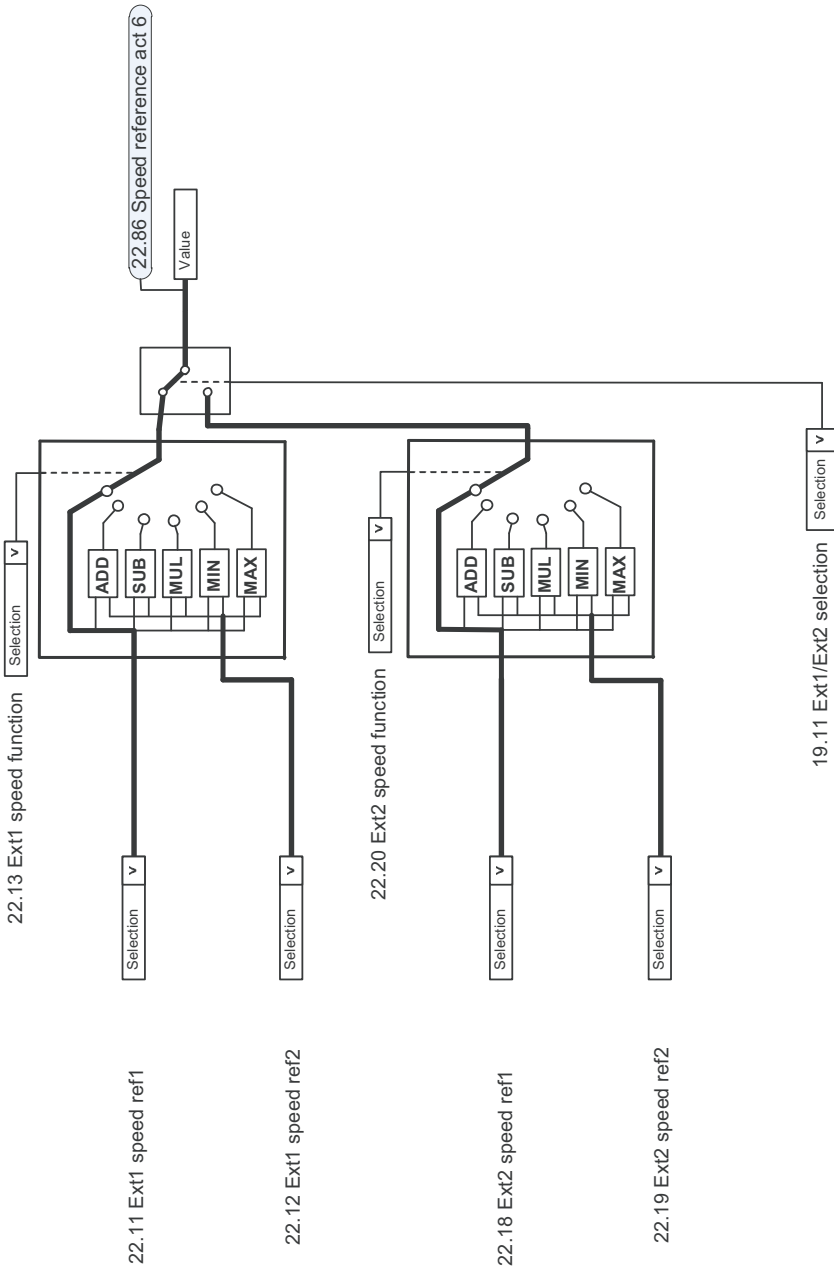 22.13 Ext1 speed function
Selection
v
22.11 Ext1 speed ref1
Selection
v
22.12 Ext1 speed ref2
Selection
v
ADD
SUB
MUL
MIN
MAX
22.86 Speed reference act 6
Value
22.20 Ext2 speed function
Selection
v
22.18 Ext2 speed ref1
Selection
v
22.19 Ext2 speed ref2
Selection
v
ADD
SUB
MUL
MIN
MAX
19.11 Ext1/Ext2 selection
Selection
v